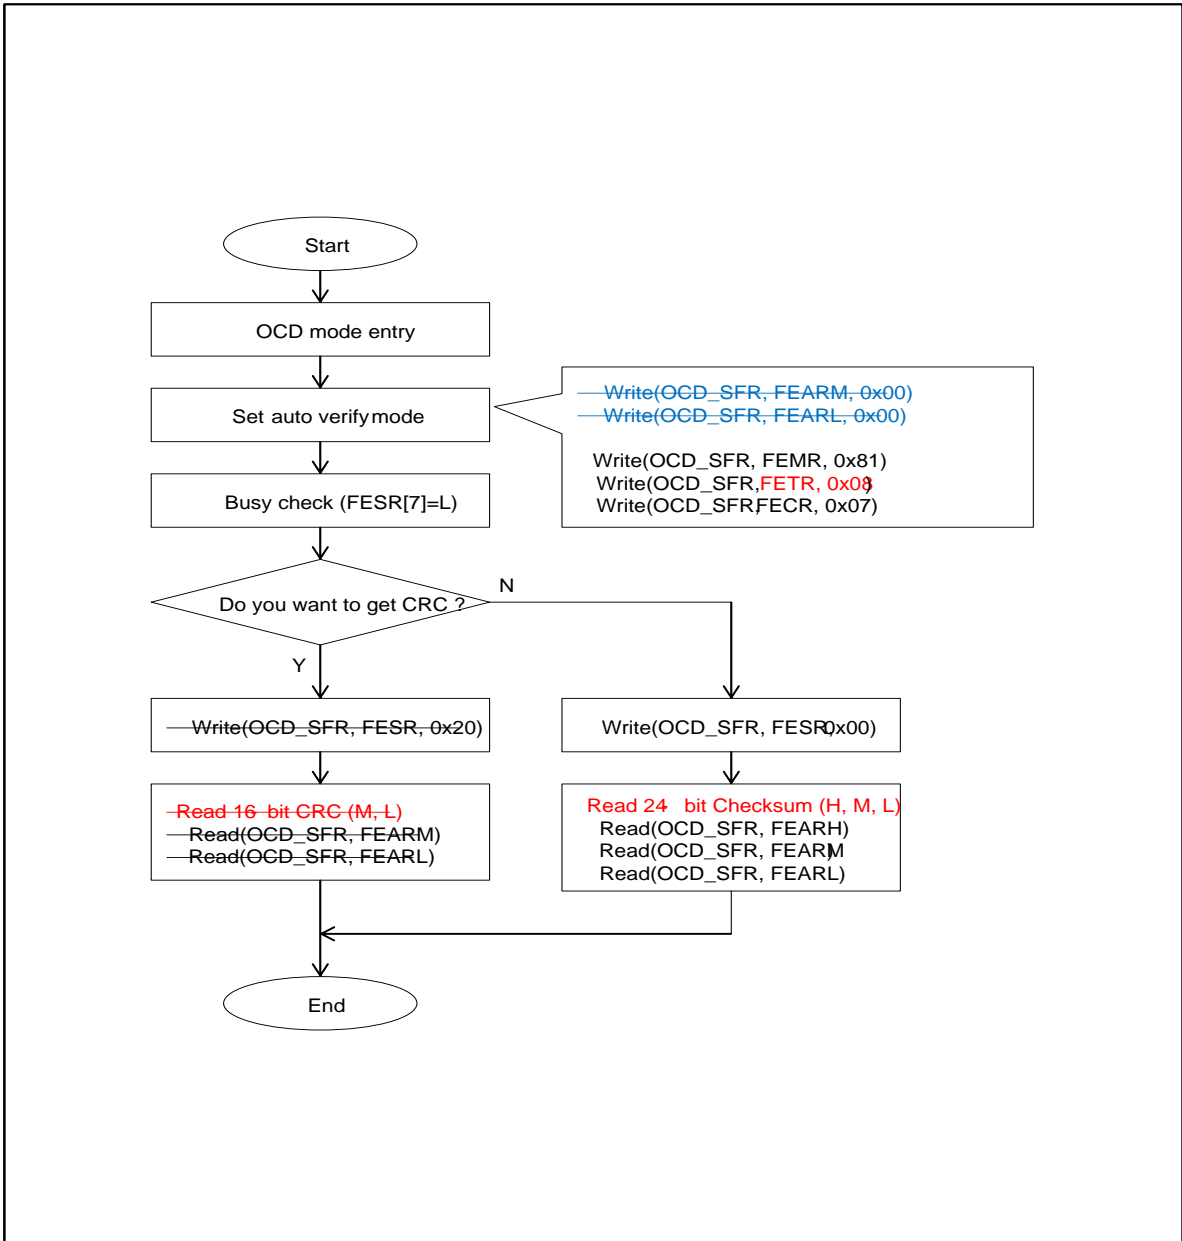 Start
OCD mode entry
Set auto verify mode
Write(OCD_SFR, FEARM, 0x00)
Write(OCD_SFR, FEARL, 0x00)
Write(OCD_SFR, FEMR, 0x81)
Write(OCD_SFR, FETR, 0x08)
Write(OCD_SFR, FECR, 0x07)
Busy check (FESR[7]=L)
Do you want to get CRC ?
N
Y
Write(OCD_SFR, FESR, 0x20)
Write(OCD_SFR, FESR, 0x00)
Read 16- bit CRC (M, L)
Read(OCD_SFR, FEARM)
Read(OCD_SFR, FEARL)
Read 24- bit Checksum (H, M, L)
Read(OCD_SFR, FEARH)
Read(OCD_SFR, FEARM)
Read(OCD_SFR, FEARL)
End